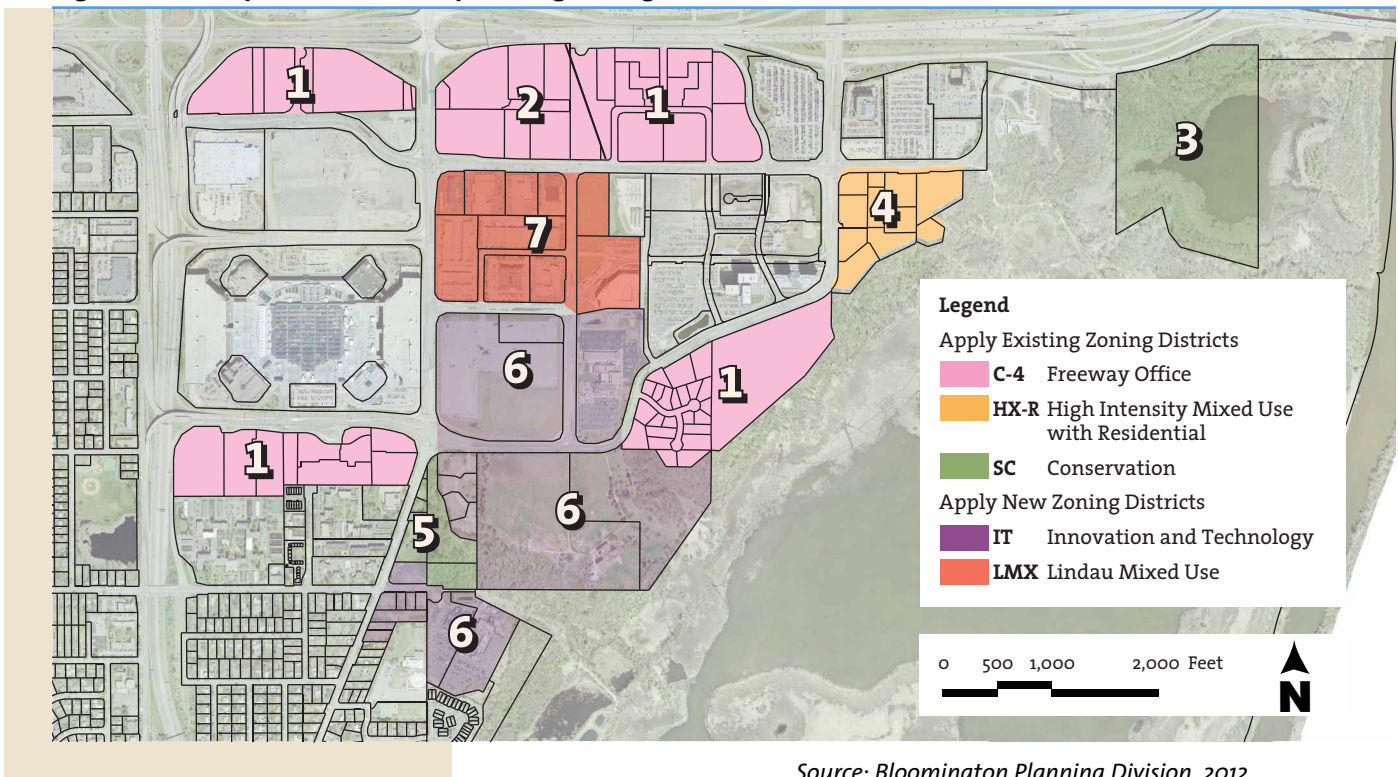 1
2
1
3
4
7
6
1
1
6
5
6
Legend
Apply Existing Zoning Districts
C-4 Freeway Office
HX-R High Intensity Mixed Use
with Residential
SC Conservation
Apply New Zoning Districts
IT Innovation and Technology
LMX Lindau Mixed Use
0 500 1,000 2,000 Feet
N
Source: Bloomington Planning Division, 2012